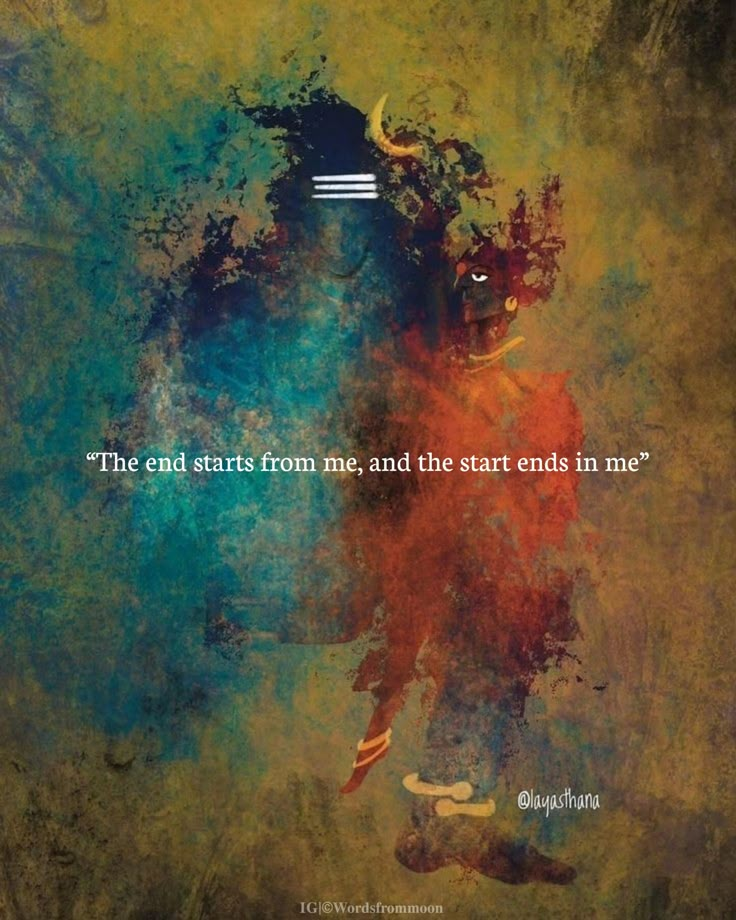 “The end starts from me, and the start ends in me”
@layasthana
IG|©Wordsfrommoon